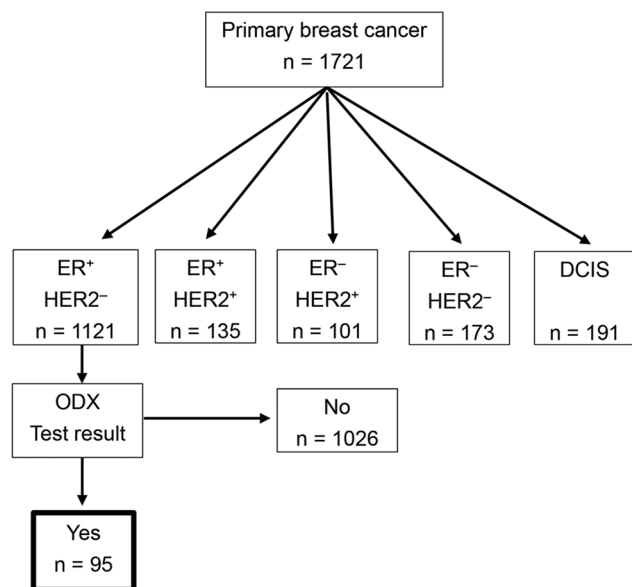 Primary breast cancer
n = 1721
ER⁺
HER2⁻
n = 1121
ER⁺
HER2⁺
n = 135
ER⁻
HER2⁺
n = 101
ER⁻
HER2⁻
n = 173
DCIS
n = 191
ODX
Test result
No
n = 1026
Yes
n = 95